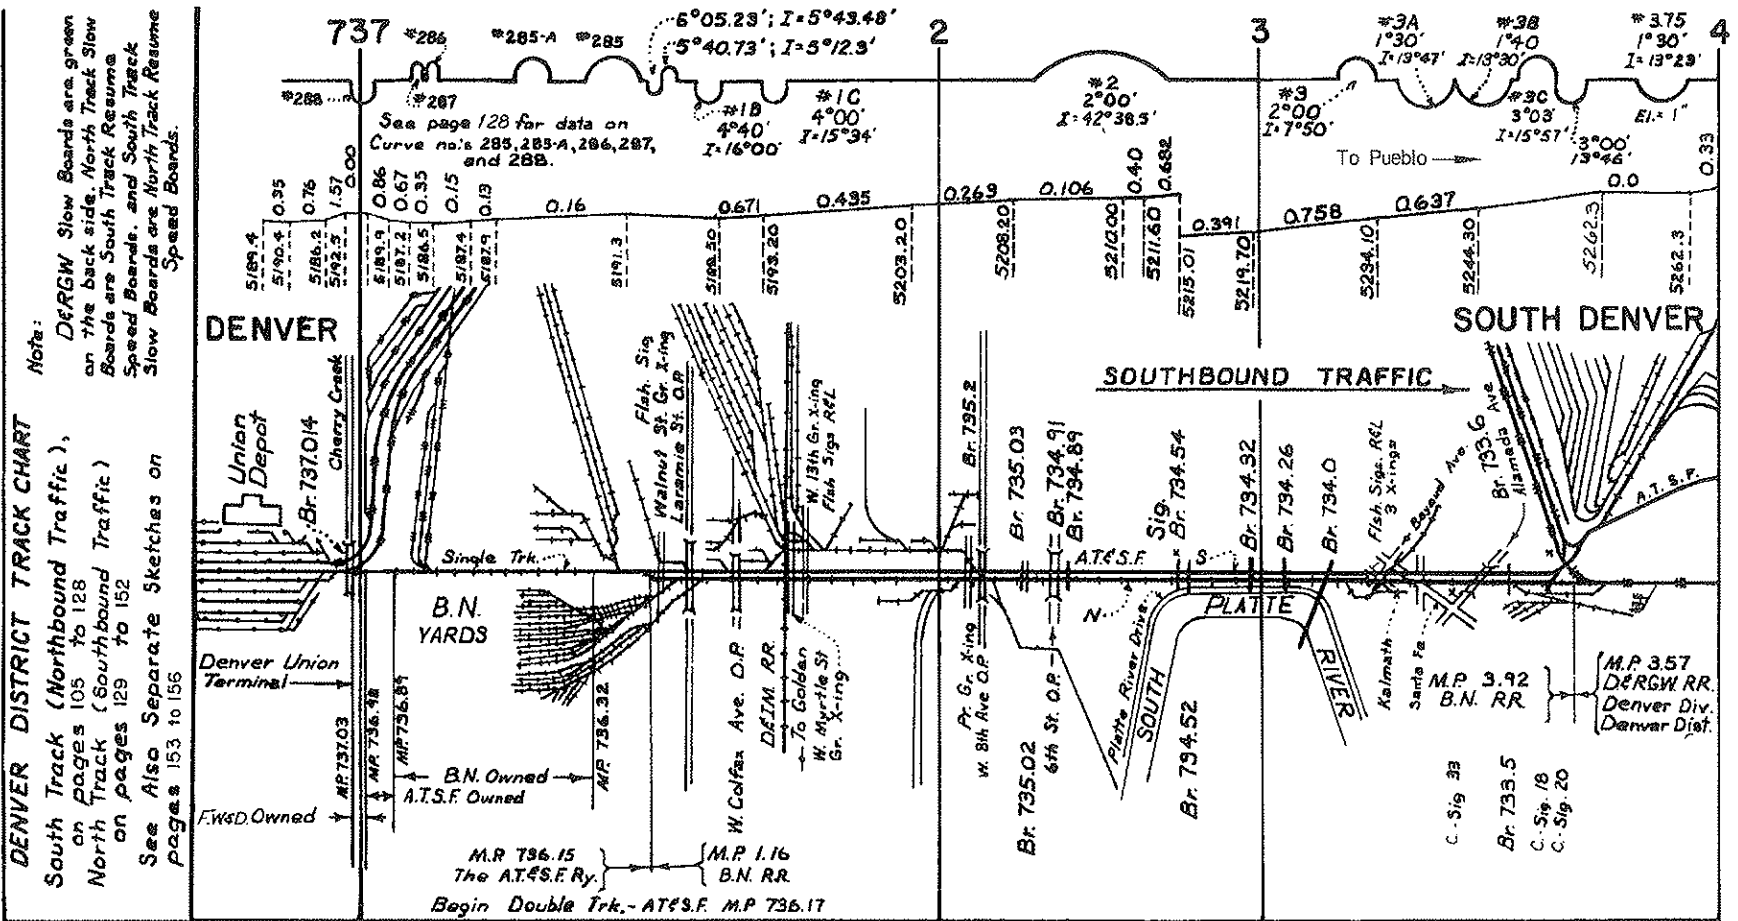 DENVER DISTRICT TRACK CHART
South Track (Northbound Traffic),
on pages 105 to 128
North Track (Southbound Traffic)
on pages 129 to 152
See Also Separate Sketches on
pages 153 to 156
Note:
D&RGW Slow Boards are green
on the back side. North Track Slow
Boards are South Track Resume
Speed Boards, and South Track
Slow Boards are North Track Resume
Speed Boards.
737
2
3
4
#288
#286
#287
#285-A
#285
6°05.23'; I=5°43.48'
5°40.73'; I=5°12.3'
See page 128 for data on
Curve no.'s 285, 285-A, 286, 287,
and 288.
#1B
4°40'
I=16°00'
#1C
4°00'
I=15°34'
#2
2°00'
I=42°38.5'
#3
2°00'
I=7°50'
#3A
1°30'
I=13°47'
#3B
1°40
I=13°30'
#3C
3°03'
I=15°57'
3°00'
13°46'
#3.75
1°30'
I=13°23'
El.=1"
To Pueblo
0.35
0.76
1.57
0.00
0.86
0.67
0.35
0.15
0.13
0.16
0.671
0.435
0.269
0.106
0.40
0.682
0.391
0.758
0.637
0.0
0.33
5189.4
5190.4
5186.2
5192.5
5189.9
5187.2
5186.5
5187.4
5187.9
5191.3
5193.20
5203.20
5208.20
5210.00
5211.60
5215.01
5219.70
5234.10
5244.30
5262.3
5262.3
DENVER
SOUTH DENVER
SOUTHBOUND TRAFFIC
Union
Depot
Br. 737.014
Cherry Creek
Single Trk.
B.N.
YARDS
Flsh. Sig
Walnut St. Gr. X-ing
Laramie St. O.P.
W. 13th Gr. X-ing
Flsh Sigs R&L
Br. 735.2
Br. 735.03
Br. 734.91
Br. 734.89
Sig.
Br. 734.54
Br. 734.32
Br. 734.26
Br. 734.0
Flsh. Sigs. R&L
3 X-ings
Bayaud Ave.
Br. 733.6
Alameda Ave
A.T.S.F.
A.T.&S.F.
S
N
PLATTE
SOUTH
RIVER
Platte River Drive
Denver Union
Terminal
M.P. 737.03
M.P. 736.98
M.P. 736.89
M.P. 736.32
B.N. Owned
A.T.S.F. Owned
F.W&D. Owned
W. Colfax Ave. O.P.
D&IM. RR.
To Golden
W. Myrtle St
Gr. X-ing
Pr. Gr. X-ing
W. 8th Ave O.P.
Br. 735.02
6th St. O.P.
Br. 734.52
Kalmath
Santa Fe
M.P. 3.92
B.N. RR.
M.P. 3.57
D&RGW. RR.
Denver Div.
Denver Dist.
C.-Sig 33
Br. 733.5
C.-Sig. 18
C.-Sig. 20
M.P. 736.15
The A.T.&S.F. Ry.
M.P. 1.16
B.N. RR
Begin Double Trk.- AT&S.F. M.P 736.17